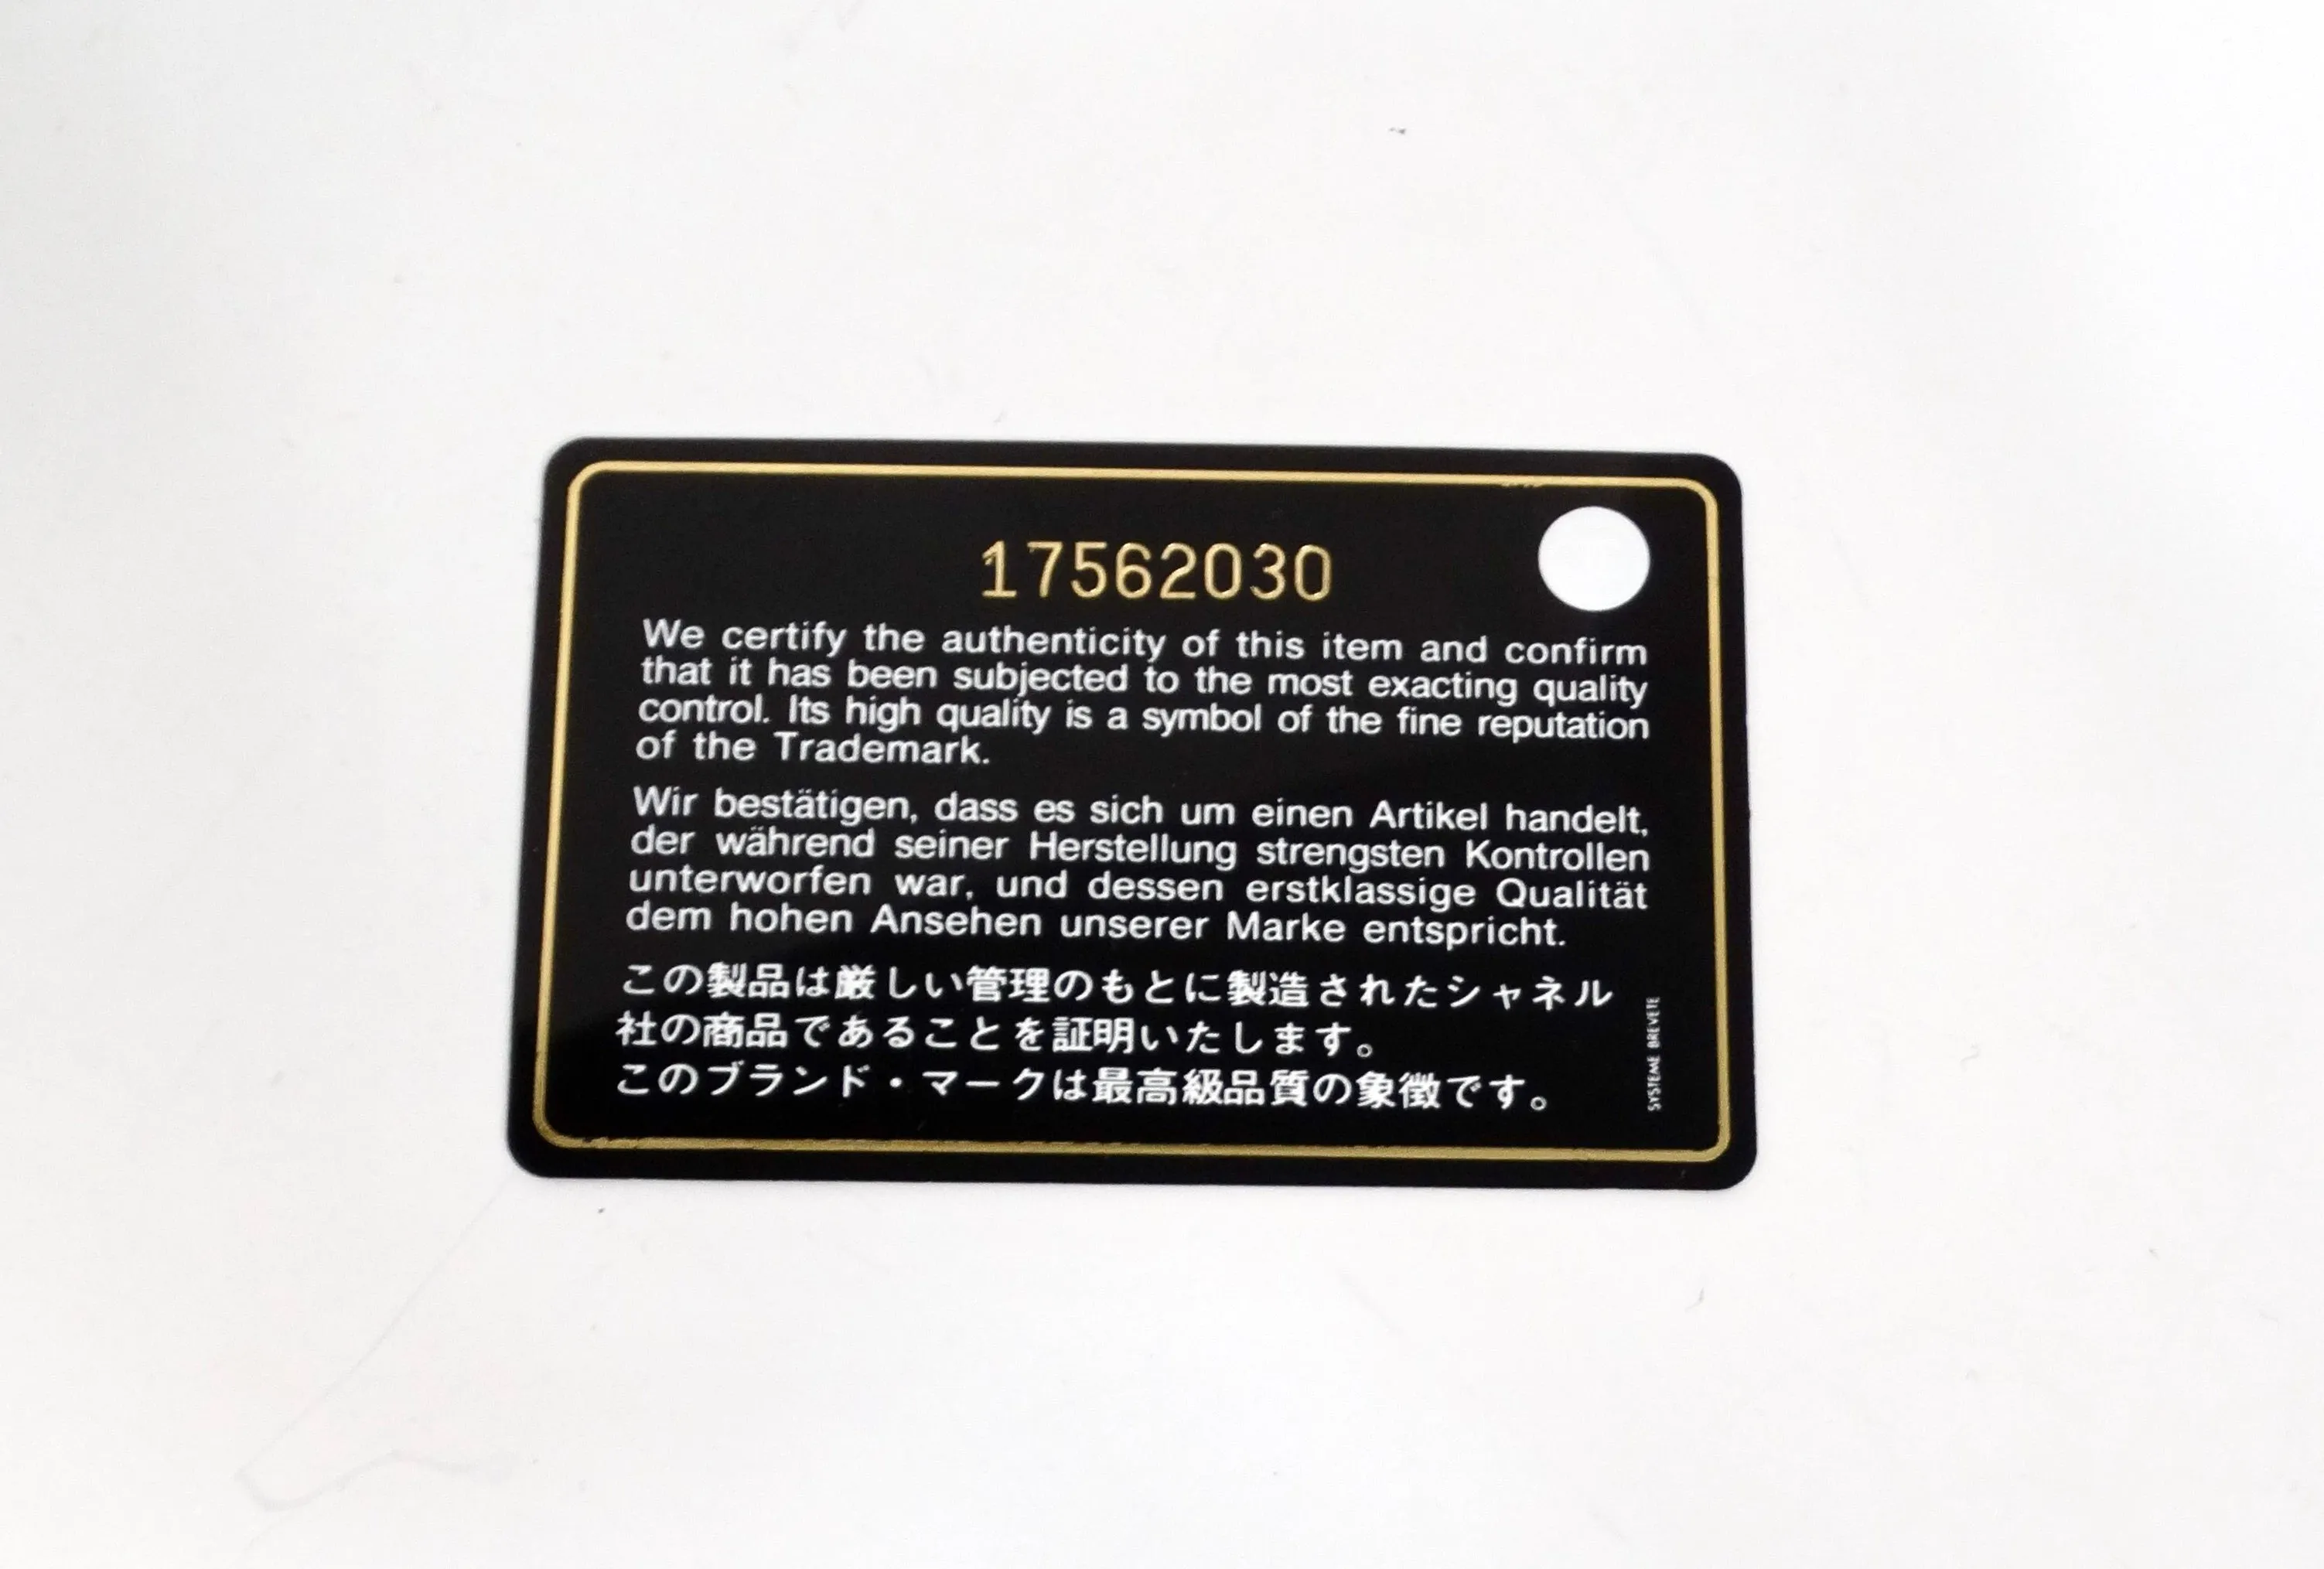 17562030
We certify the authenticity of this item and confirm
that it has been subjected to the most exacting quality
control. Its high quality is a symbol of the fine reputation
of the Trademark.
Wir bestätigen, dass es sich um einen Artikel handelt,
der während seiner Herstellung strengsten Kontrollen
unterworfen war, und dessen erstklassige Qualität
dem hohen Ansehen unserer Marke entspricht.
この製品は厳しい管理のもとに製造されたシャネル
社の商品であることを証明いたします。
このブランド・マークは最高級品質の象徴です。
SYSTEME BREVETE